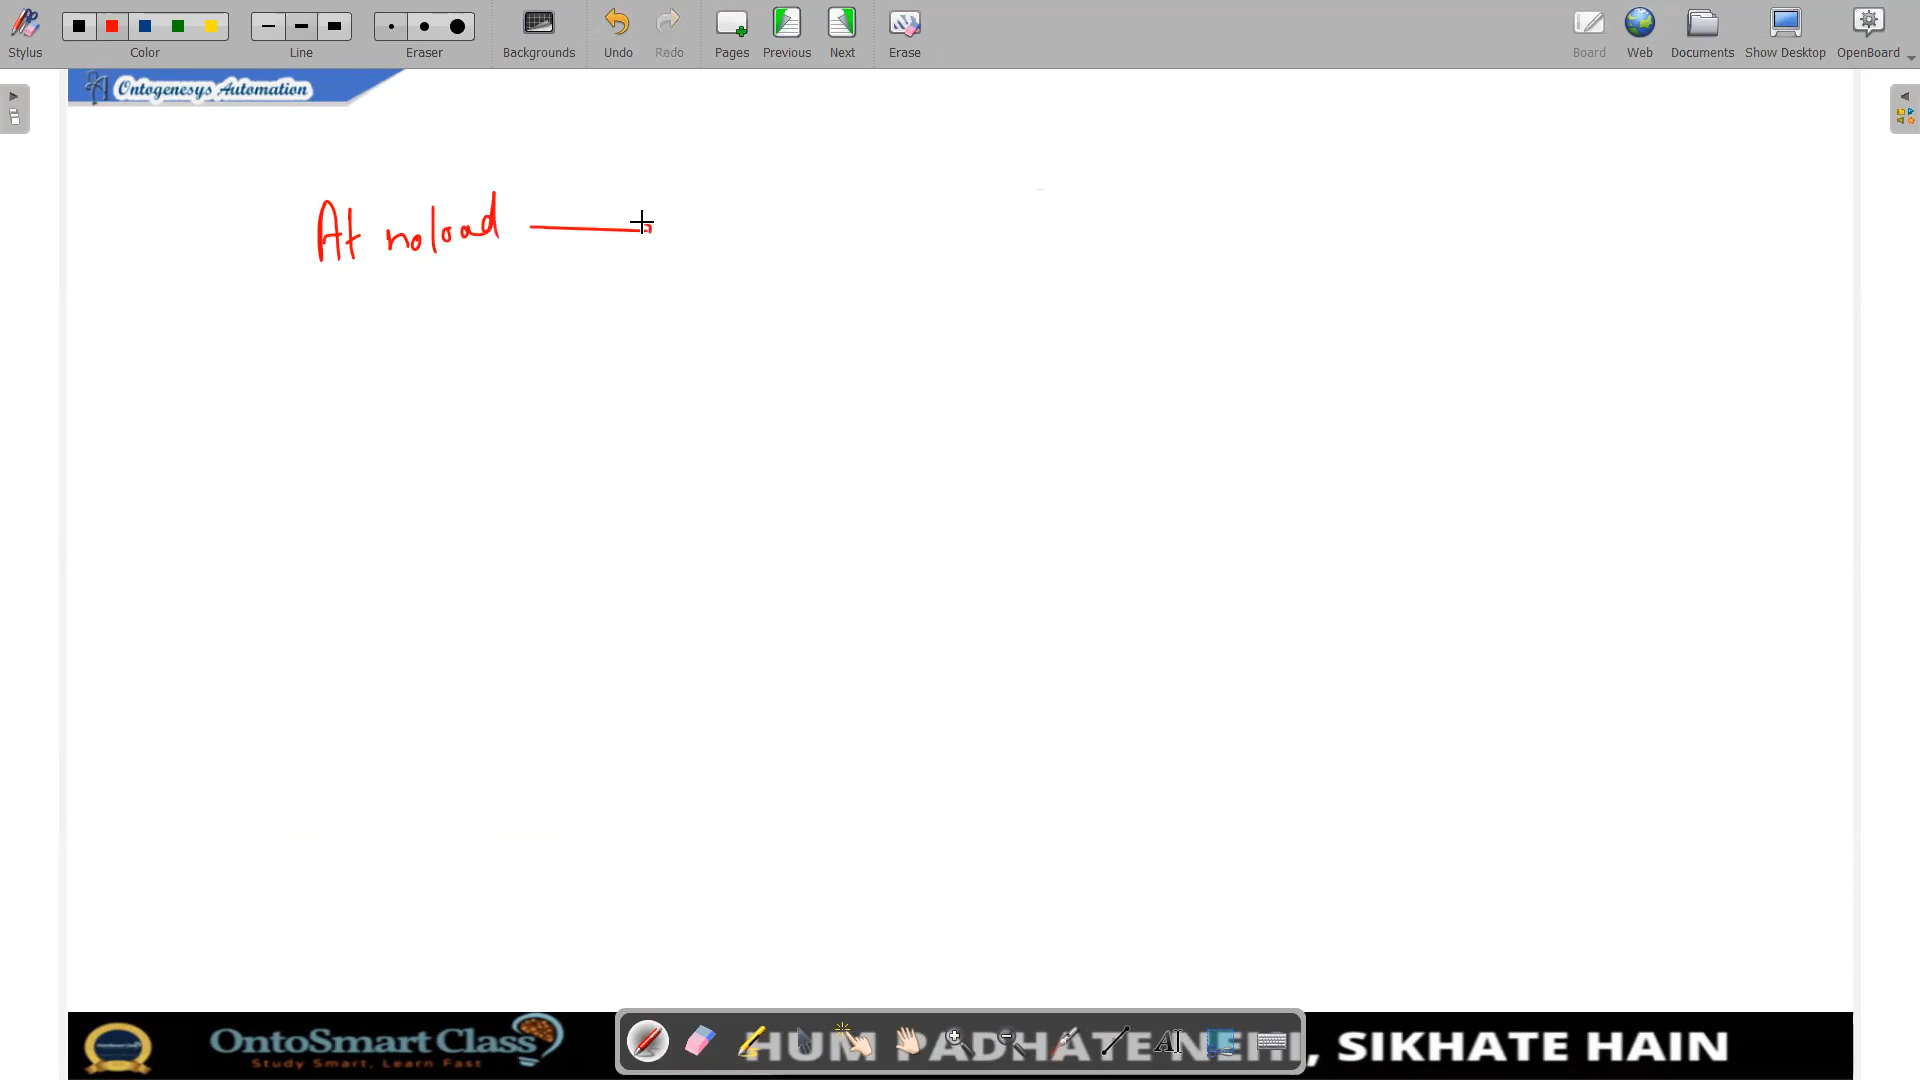 Stylus
Color
Line
Eraser
Backgrounds
Undo
Redo
Pages
Previous
Next
Erase
Board
Web
Documents
Show Desktop
OpenBoard
Ontogenesys Automation
At noload
OntoSmart Class
Study Smart, Learn Fast
HUM PADHATE NEHI, SIKHATE HAIN